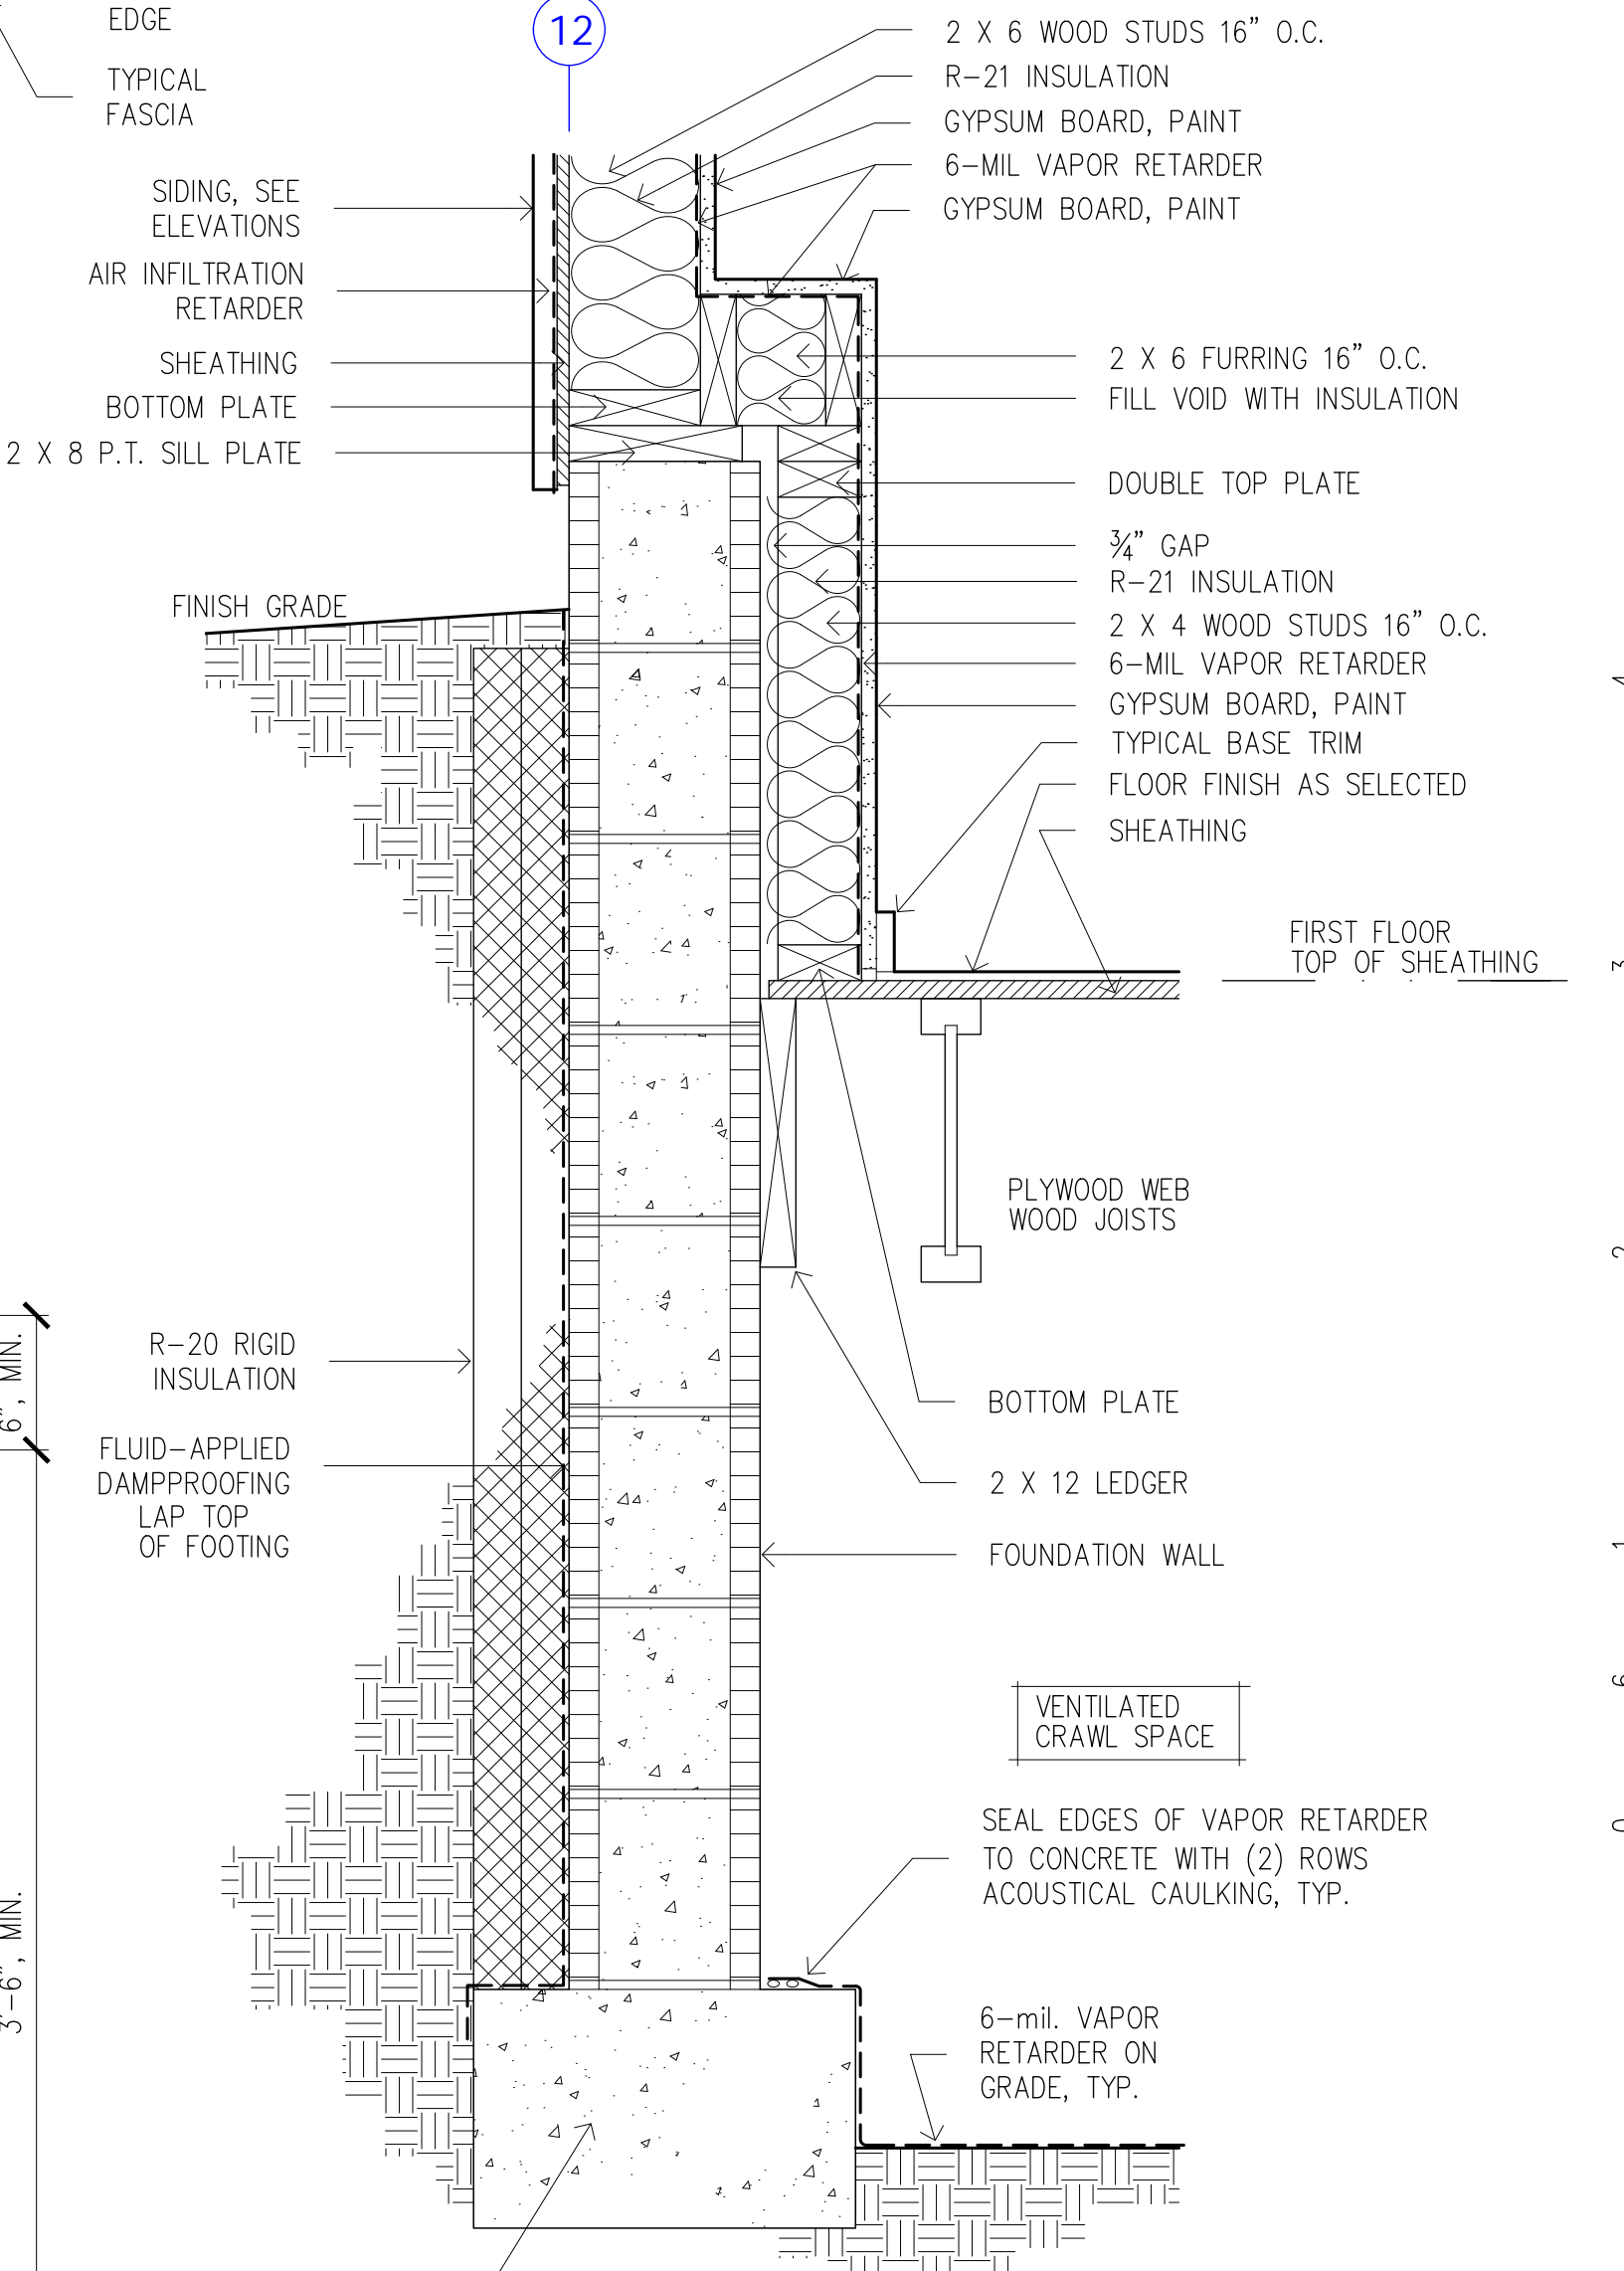 EDGE
TYPICAL
FASCIA
12
2 X 6 WOOD STUDS 16” O.C.
R-21 INSULATION
GYPSUM BOARD, PAINT
6-MIL VAPOR RETARDER
GYPSUM BOARD, PAINT
SIDING, SEE
ELEVATIONS
AIR INFILTRATION
RETARDER
SHEATHING
BOTTOM PLATE
2 X 8 P.T. SILL PLATE
FINISH GRADE
2 X 6 FURRING 16” O.C.
FILL VOID WITH INSULATION
DOUBLE TOP PLATE
¾” GAP
R-21 INSULATION
2 X 4 WOOD STUDS 16” O.C.
6-MIL VAPOR RETARDER
GYPSUM BOARD, PAINT
TYPICAL BASE TRIM
FLOOR FINISH AS SELECTED
SHEATHING
FIRST FLOOR
TOP OF SHEATHING
PLYWOOD WEB
WOOD JOISTS
R-20 RIGID
INSULATION
FLUID-APPLIED
DAMPPROOFING
LAP TOP
OF FOOTING
6”, MIN.
3’-6”, MIN.
BOTTOM PLATE
2 X 12 LEDGER
FOUNDATION WALL
VENTILATED
CRAWL SPACE
SEAL EDGES OF VAPOR RETARDER
TO CONCRETE WITH (2) ROWS
ACOUSTICAL CAULKING, TYP.
6-mil. VAPOR
RETARDER ON
GRADE, TYP.
4
3
2
1
6
0